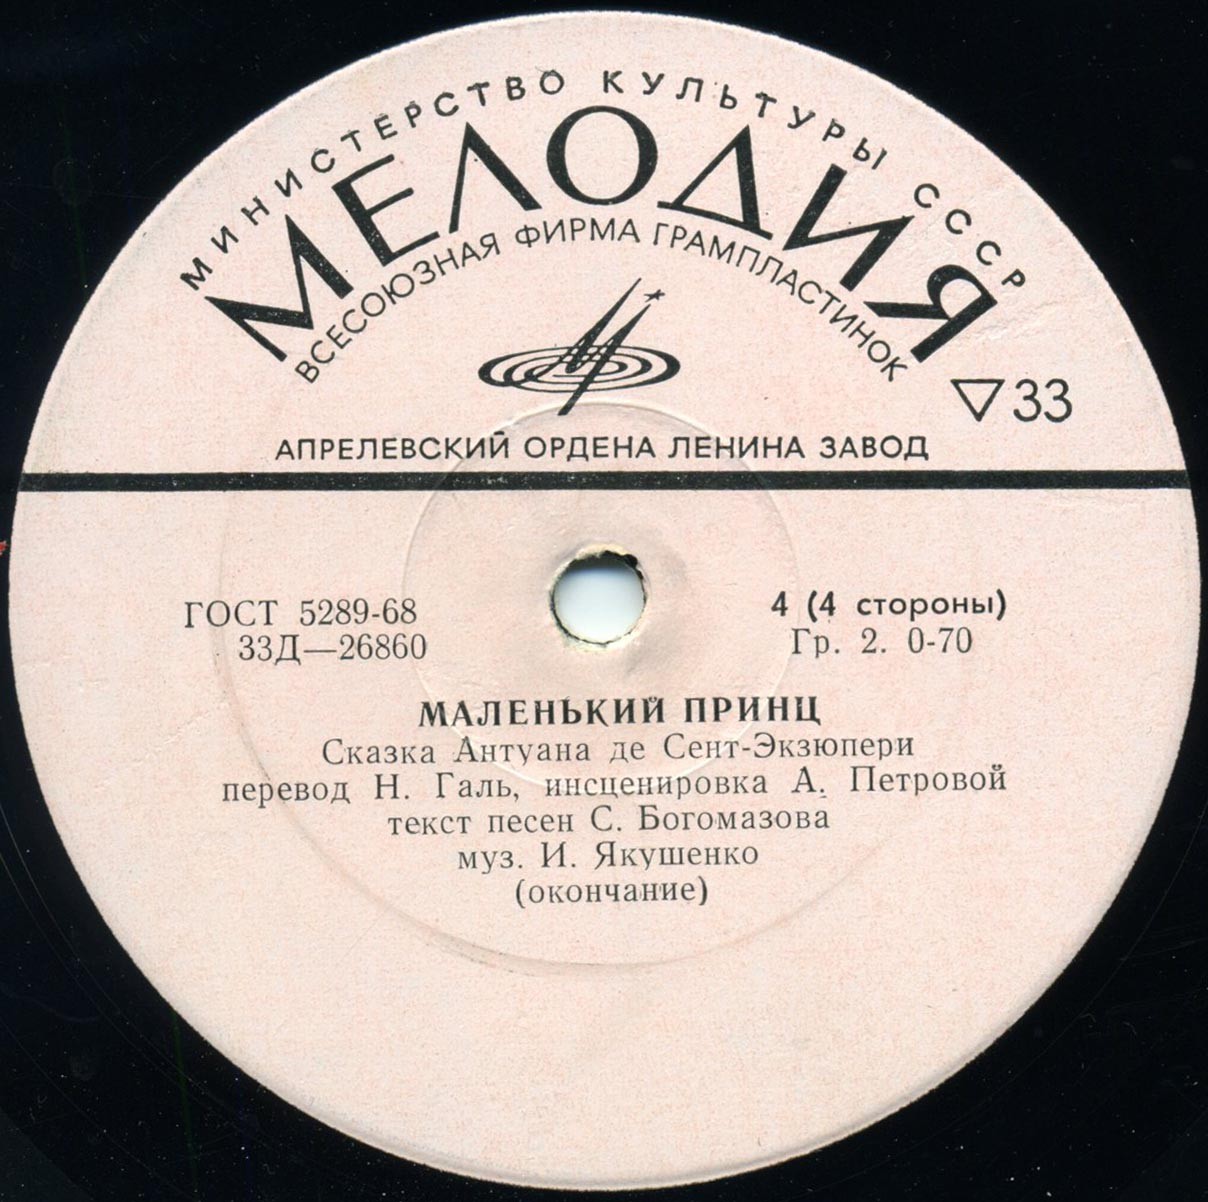 МИНИСТЕРСТВО КУЛЬТУРЫ СССР
МЕЛОДИЯ
ВСЕСОЮЗНАЯ ФИРМА ГРАМПЛАСТИНОК
33
АПРЕЛЕВСКИЙ ОРДЕНА ЛЕНИНА ЗАВОД
ГОСТ 5289-68
33Д—26860
4 (4 стороны)
Гр. 2. 0-70
МАЛЕНЬКИЙ ПРИНЦ
Сказка Антуана де Сент-Экзюпери
перевод Н. Галь, инсценировка А. Петровой
текст песен С. Богомазова
муз. И. Якушенко
(окончание)